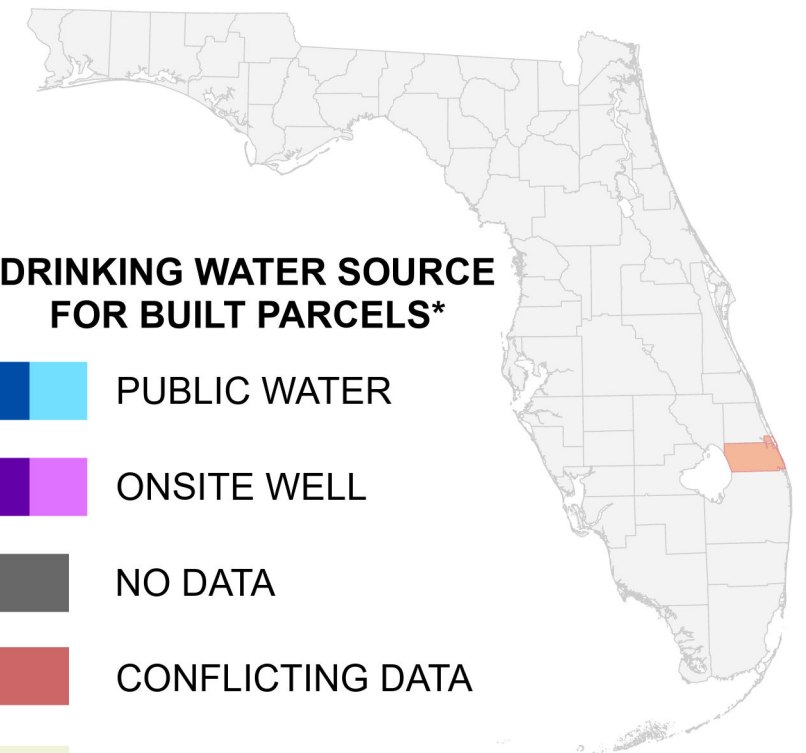 DRINKING WATER SOURCE
FOR BUILT PARCELS*
PUBLIC WATER
ONSITE WELL
NO DATA
CONFLICTING DATA